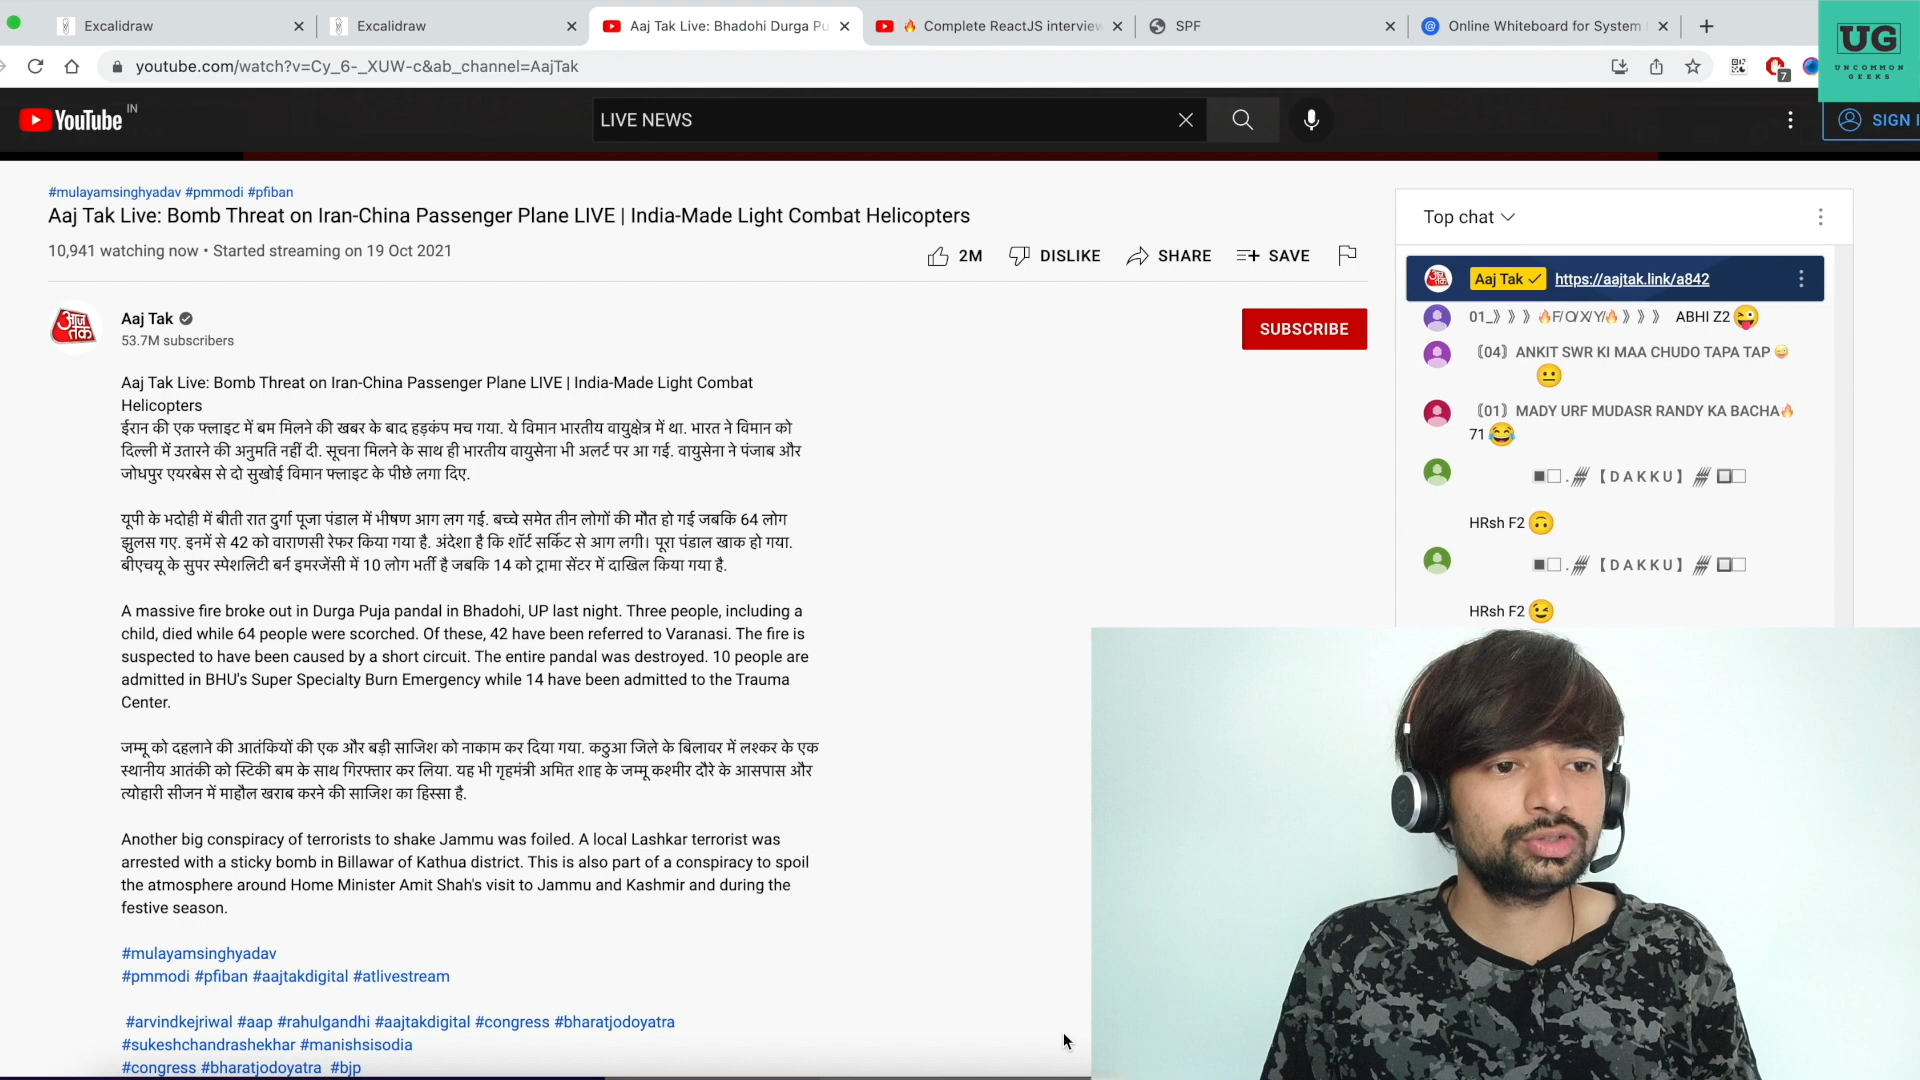 Excalidraw
Excalidraw
Aaj Tak Live: Bhadohi Durga Pu
🔥 Complete ReactJS interview
SPF
Online Whiteboard for System
UG
UNCOMMON
GEEKS
youtube.com/watch?v=Cy_6-_XUW-c&ab_channel=AajTak
7
YouTube IN
LIVE NEWS
SIGN I
#mulayamsinghyadav #pmmodi #pfiban
Aaj Tak Live: Bomb Threat on Iran-China Passenger Plane LIVE | India-Made Light Combat Helicopters
10,941 watching now • Started streaming on 19 Oct 2021
2M DISLIKE SHARE SAVE
आज तक
Aaj Tak
53.7M subscribers
SUBSCRIBE
Aaj Tak Live: Bomb Threat on Iran-China Passenger Plane LIVE | India-Made Light Combat
Helicopters
ईरान की एक फ्लाइट में बम मिलने की खबर के बाद हड़कंप मच गया. ये विमान भारतीय वायुक्षेत्र में था. भारत ने विमान को
दिल्ली में उतारने की अनुमति नहीं दी. सूचना मिलने के साथ ही भारतीय वायुसेना भी अलर्ट पर आ गई. वायुसेना ने पंजाब और
जोधपुर एयरबेस से दो सुखोई विमान फ्लाइट के पीछे लगा दिए.
यूपी के भदोही में बीती रात दुर्गा पूजा पंडाल में भीषण आग लग गई. बच्चे समेत तीन लोगों की मौत हो गई जबकि 64 लोग
झुलस गए. इनमें से 42 को वाराणसी रेफर किया गया है. अंदेशा है कि शॉर्ट सर्किट से आग लगी। पूरा पंडाल खाक हो गया.
बीएचयू के सुपर स्पेशलिटी बर्न इमरजेंसी में 10 लोग भर्ती है जबकि 14 को ट्रामा सेंटर में दाखिल किया गया है.
A massive fire broke out in Durga Puja pandal in Bhadohi, UP last night. Three people, including a
child, died while 64 people were scorched. Of these, 42 have been referred to Varanasi. The fire is
suspected to have been caused by a short circuit. The entire pandal was destroyed. 10 people are
admitted in BHU's Super Specialty Burn Emergency while 14 have been admitted to the Trauma
Center.
जम्मू को दहलाने की आतंकियों की एक और बड़ी साजिश को नाकाम कर दिया गया. कठुआ जिले के बिलावर में लश्कर के एक
स्थानीय आतंकी को स्टिकी बम के साथ गिरफ्तार कर लिया. यह भी गृहमंत्री अमित शाह के जम्मू कश्मीर दौरे के आसपास और
त्योहारी सीजन में माहौल खराब करने की साजिश का हिस्सा है.
Another big conspiracy of terrorists to shake Jammu was foiled. A local Lashkar terrorist was
arrested with a sticky bomb in Billawar of Kathua district. This is also part of a conspiracy to spoil
the atmosphere around Home Minister Amit Shah's visit to Jammu and Kashmir and during the
festive season.
#mulayamsinghyadav
#pmmodi #pfiban #aajtakdigital #atlivestream
#arvindkejriwal #aap #rahulgandhi #aajtakdigital #congress #bharatjodoyatra
#sukeshchandrashekhar #manishsisodia
#congress #bharatjodoyatra #bjp
Top chat
Aaj Tak ✓ https://aajtak.link/a842
01_》》》🔥F/O/X/Y/🔥》》》 ABHI Z2😜
〔04〕ANKIT SWR KI MAA CHUDO TAPA TAP 😜
😐
〔01〕MADY URF MUDASR RANDY KA BACHA🔥
71😂
【DAKKU】
HRsh F2 🙃
【DAKKU】
HRsh F2 😉